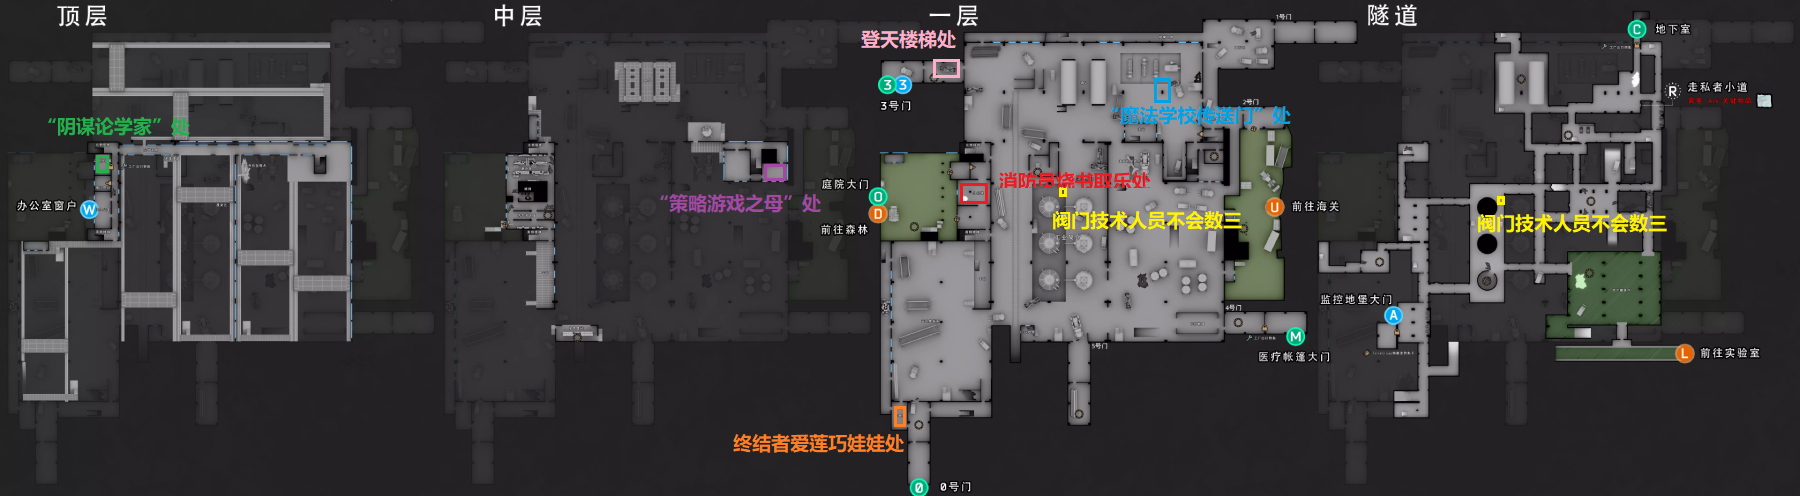 顶层
中层
一层
隧道
1号门
登天楼梯处
C
地下室
3
3
3号门
R
走私者小道
“魔法学校传送门”处
2号门
“阴谋论学家”处
消防员烧书取乐处
庭院大门
O
办公室窗户
W
“策略游戏之母”处
D
前往森林
阀门技术人员不会数三
U
前往海关
阀门技术人员不会数三
监控地堡大门
A
4号门
M
医疗帐篷大门
5号门
L
前往实验室
终结者爱莲巧娃娃处
0
0号门